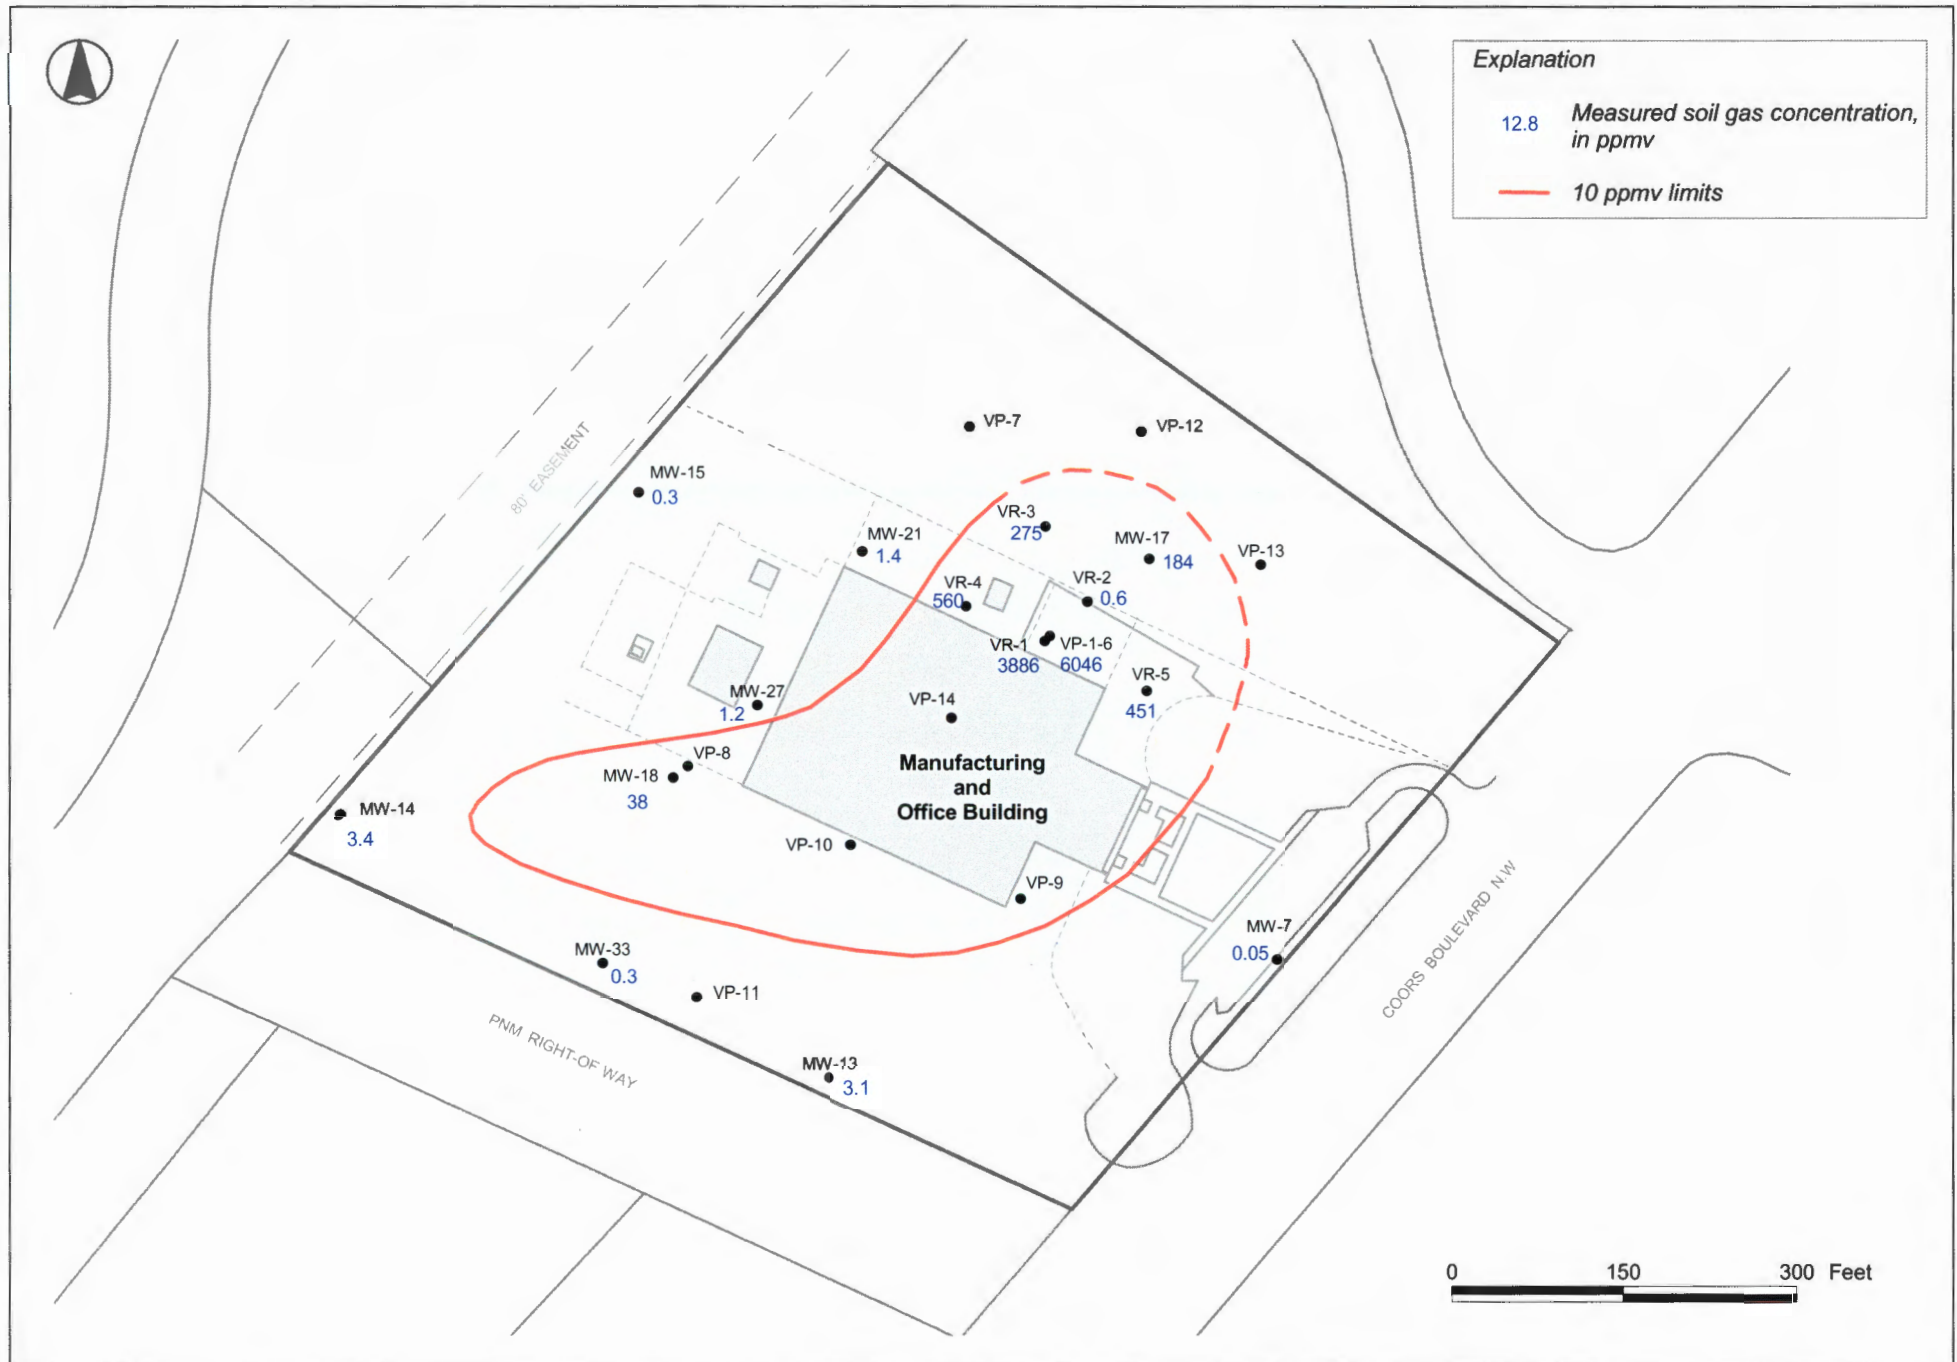 Explanation
12.8
Measured soil gas concentration,
in ppmv
10 ppmv limits
80' EASEMENT
VP-7
VP-12
MW-15
0.3
MW-21
1.4
VR-3
275
MW-17
184
VP-13
VR-4
560
VR-2
0.6
VR-1
3886
VP-1-6
6046
VR-5
451
MW-27
1.2
VP-14
VP-8
MW-18
38
Manufacturing
and
Office Building
MW-14
3.4
VP-10
VP-9
MW-7
0.05
MW-33
0.3
VP-11
MW-13
3.1
PNM RIGHT-OF WAY
COORS BOULEVARD N.W
0 150 300 Feet